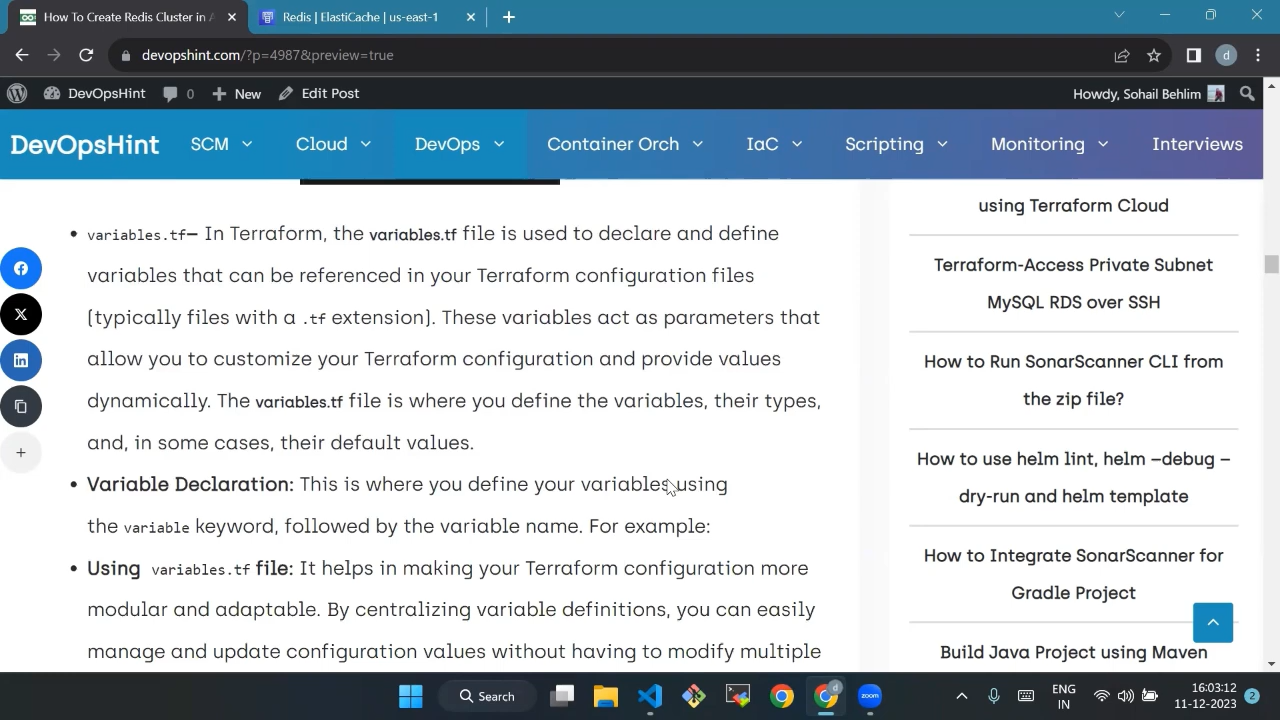 How To Create Redis Cluster in A
Redis | ElastiCache | us-east-1
devopshint.com/?p=4987&preview=true
d
DevOpsHint
0
New
Edit Post
Howdy, Sohail Behlim
DevOpsHint
SCM
Cloud
DevOps
Container Orch
IaC
Scripting
Monitoring
Interviews
• variables.tf– In Terraform, the variables.tf file is used to declare and define
variables that can be referenced in your Terraform configuration files
(typically files with a .tf extension). These variables act as parameters that
allow you to customize your Terraform configuration and provide values
dynamically. The variables.tf file is where you define the variables, their types,
and, in some cases, their default values.
• Variable Declaration: This is where you define your variables using
the variable keyword, followed by the variable name. For example:
• Using variables.tf file: It helps in making your Terraform configuration more
modular and adaptable. By centralizing variable definitions, you can easily
manage and update configuration values without having to modify multiple
using Terraform Cloud
Terraform-Access Private Subnet
MySQL RDS over SSH
How to Run SonarScanner CLI from
the zip file?
How to use helm lint, helm –debug –
dry-run and helm template
How to Integrate SonarScanner for
Gradle Project
Build Java Project using Maven
Search
d
zoom
ENG
IN
16:03:12
11-12-2023
2